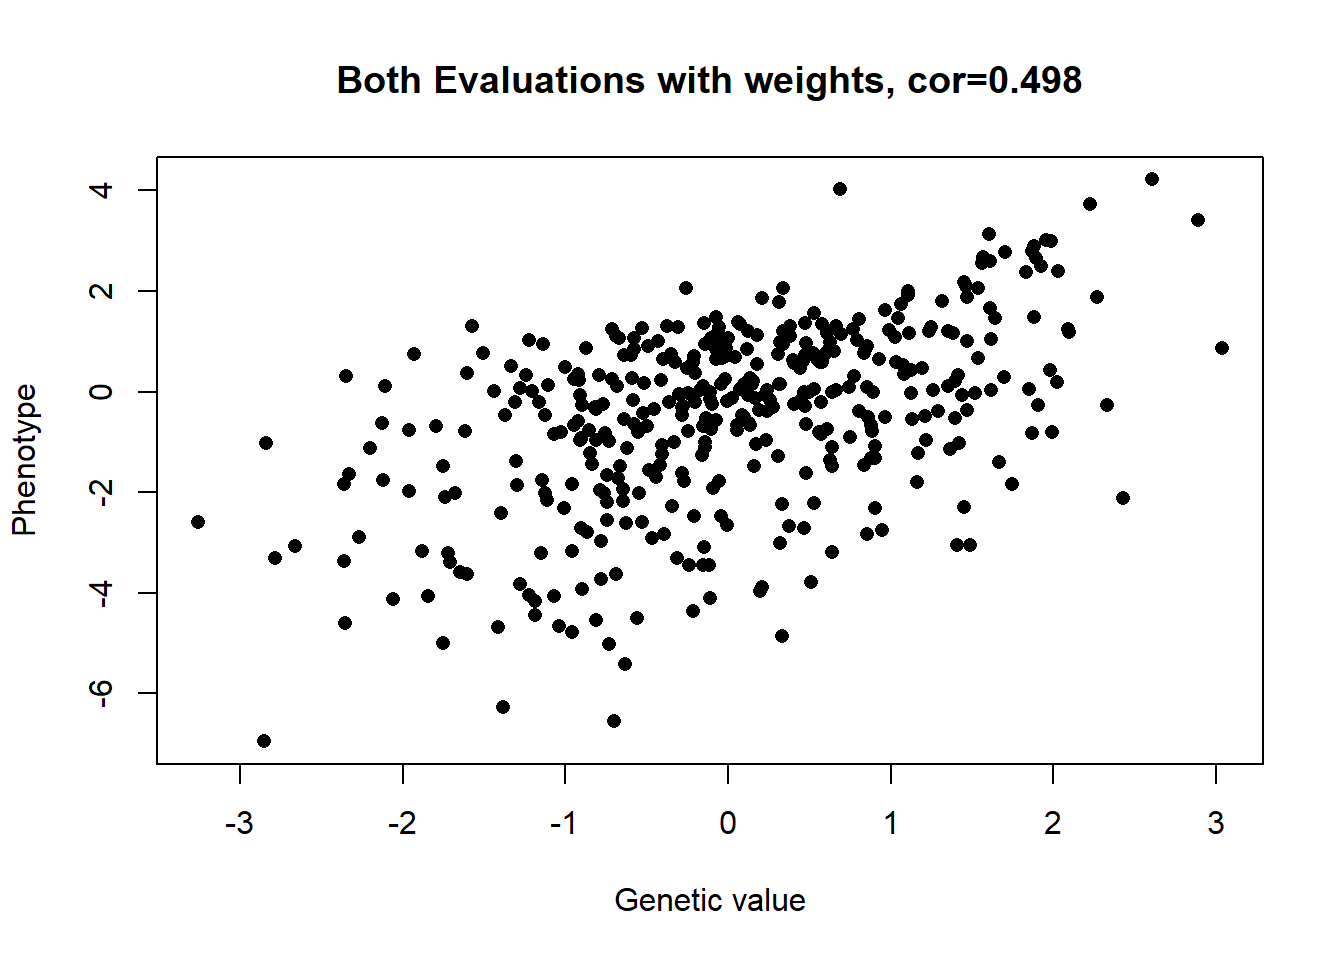 Both Evaluations with weights, cor=0.498
Phenotype
4
2
0
-2
-4
-6
-3 -2 -1 0 1 2 3
Genetic value